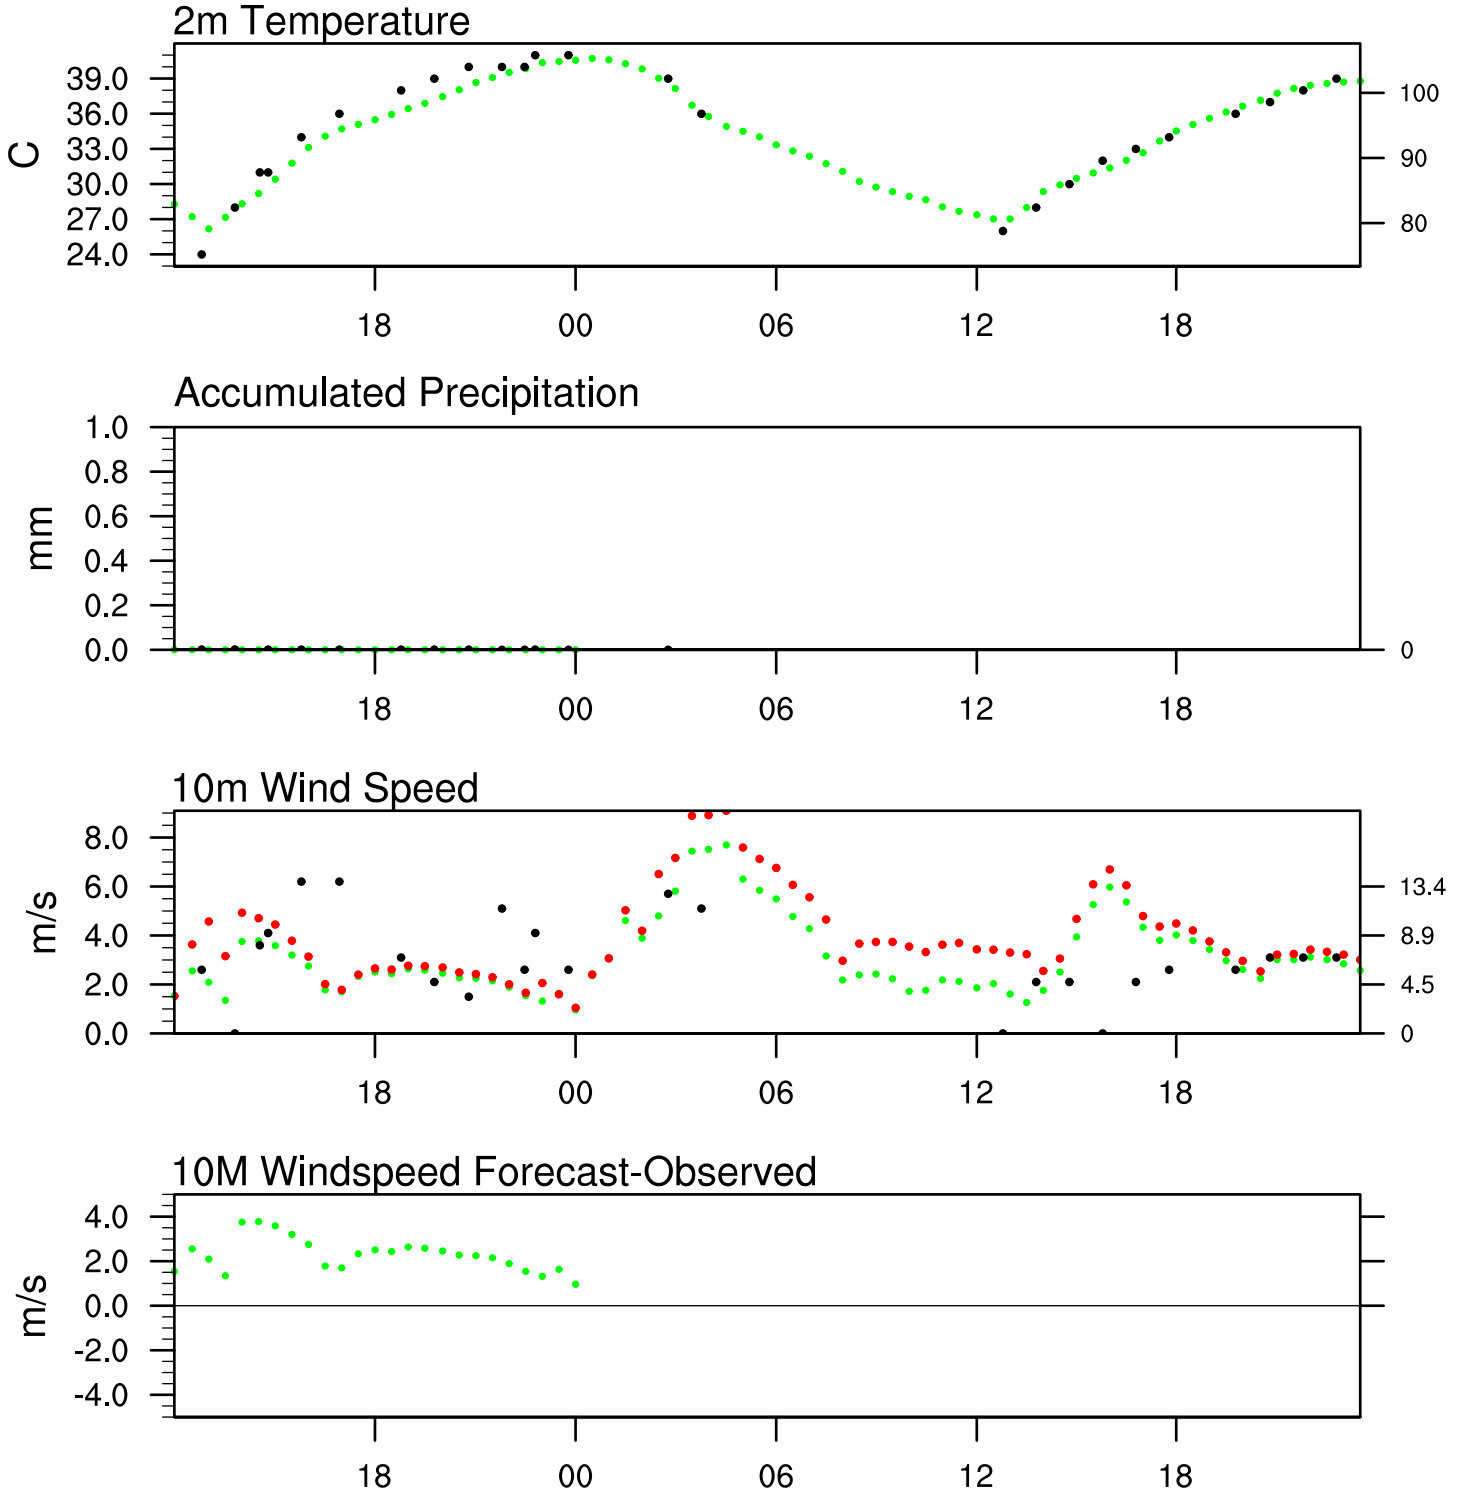 2m Temperature
C
39.0
36.0
33.0
30.0
27.0
24.0
100
90
80
18 00 06 12 18
Accumulated Precipitation
mm
1.0
0.8
0.6
0.4
0.2
0.0
0
18 00 06 12 18
10m Wind Speed
m/s
8.0
6.0
4.0
2.0
0.0
13.4
8.9
4.5
0
18 00 06 12 18
10M Windspeed Forecast-Observed
m/s
4.0
2.0
0.0
-2.0
-4.0
18 00 06 12 18